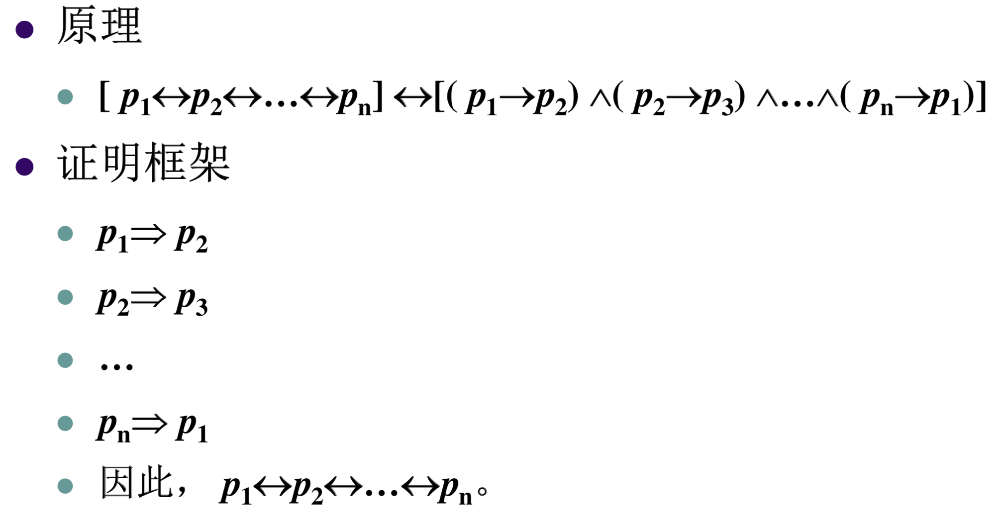 原理
[ p₁↔p₂↔…↔pₙ] ↔[( p₁→p₂) ∧( p₂→p₃) ∧…∧( pₙ→p₁)]
证明框架
p₁⇒ p₂
p₂⇒ p₃
…
pₙ⇒ p₁
因此， p₁↔p₂↔…↔pₙ。